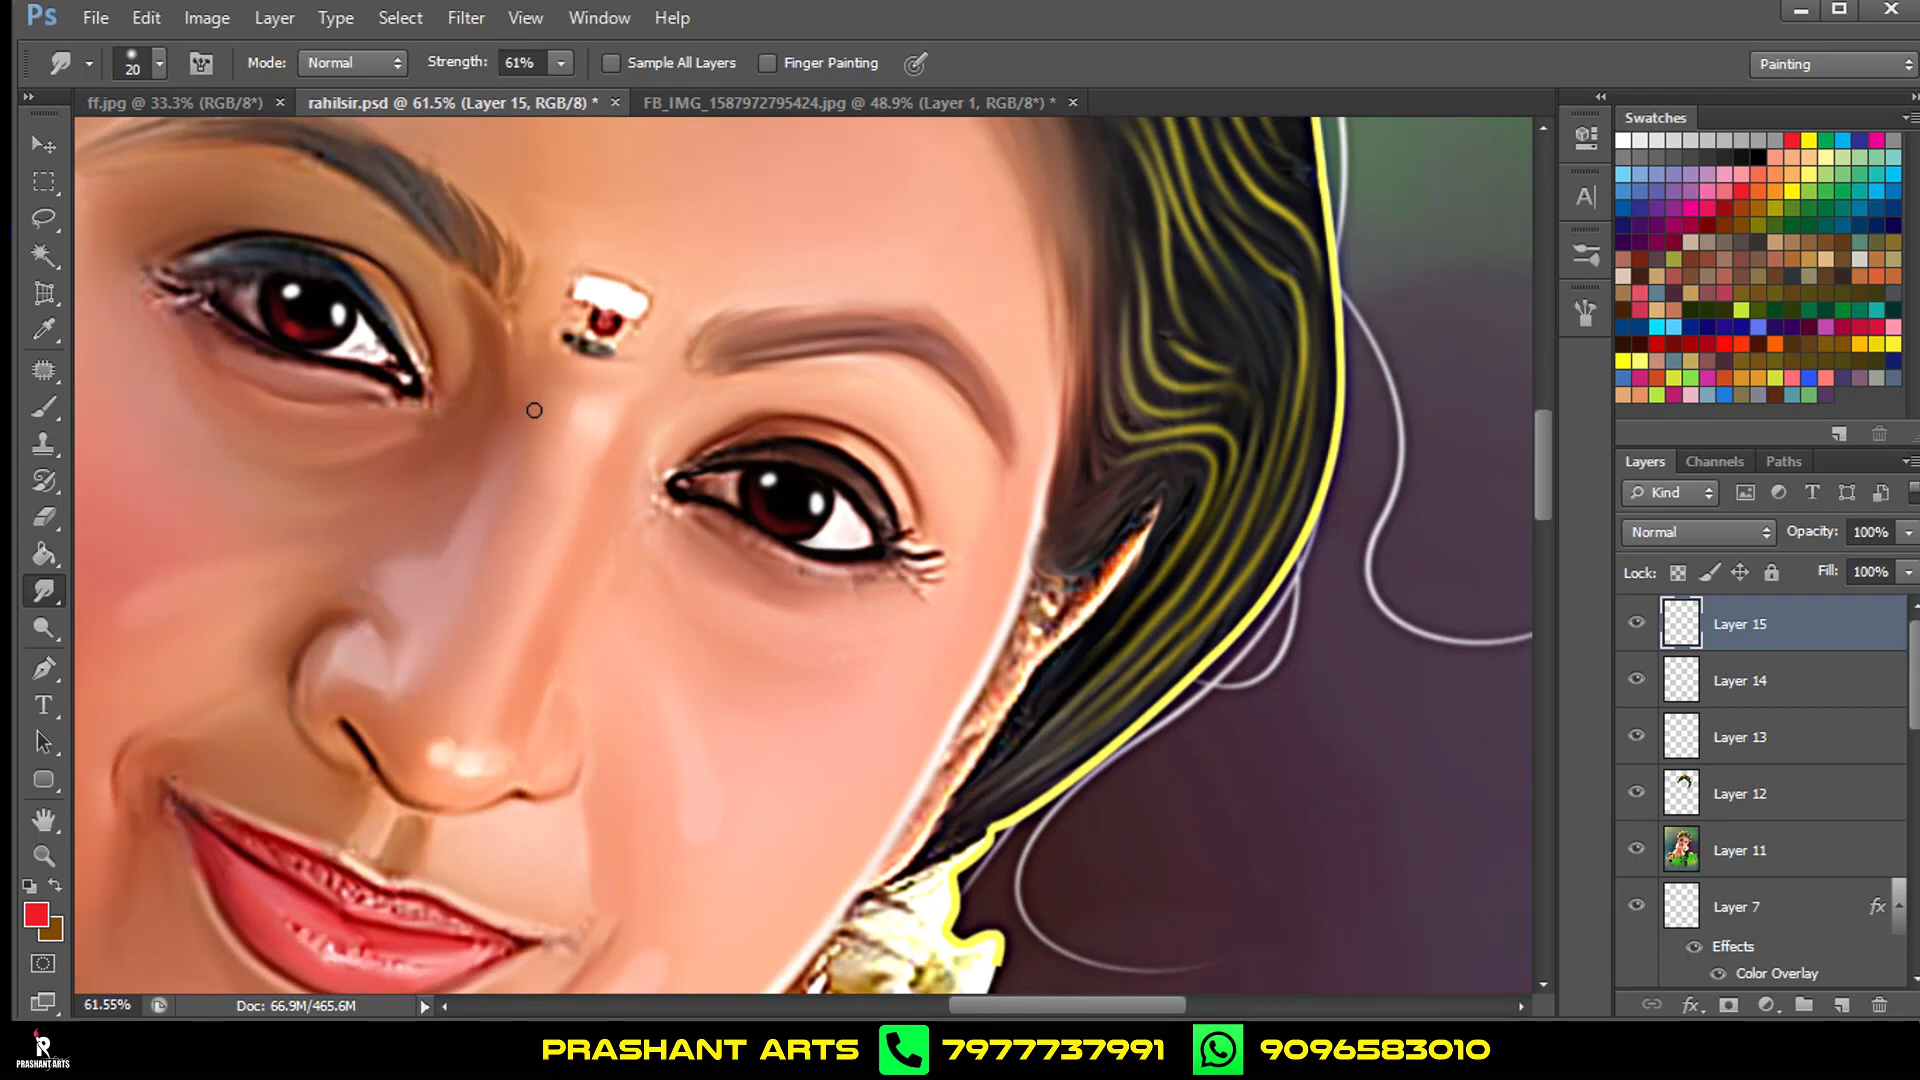 Ps File Edit Image Layer Type Select Filter View Window Help
20 Mode: Normal Strength: 61% Sample All Layers Finger Painting Painting
ff.jpg @ 33.3% (RGB/8*) × rahilsir.psd @ 61.5% (Layer 15, RGB/8) * × FB_IMG_1587972795424.jpg @ 48.9% (Layer 1, RGB/8*) * ×
Swatches
Layers Channels Paths
Kind
Normal Opacity: 100%
Lock: Fill: 100%
Layer 15
Layer 14
Layer 13
Layer 12
Layer 11
Layer 7 fx
Effects
Color Overlay
61.55% Doc: 66.9M/465.6M
PRASHANT ARTS
PRASHANT ARTS 7977737991 9096583010